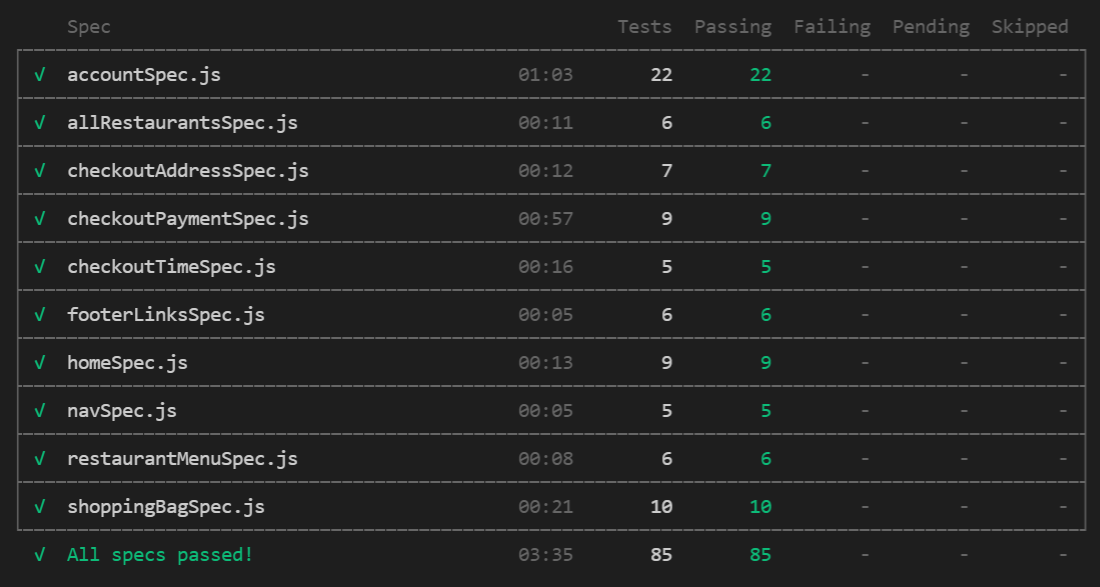 Spec Tests Passing Failing Pending Skipped
√ accountSpec.js 01:03 22 22 - - -
√ allRestaurantsSpec.js 00:11 6 6 - - -
√ checkoutAddressSpec.js 00:12 7 7 - - -
√ checkoutPaymentSpec.js 00:57 9 9 - - -
√ checkoutTimeSpec.js 00:16 5 5 - - -
√ footerLinksSpec.js 00:05 6 6 - - -
√ homeSpec.js 00:13 9 9 - - -
√ navSpec.js 00:05 5 5 - - -
√ restaurantMenuSpec.js 00:08 6 6 - - -
√ shoppingBagSpec.js 00:21 10 10 - - -
√ All specs passed! 03:35 85 85 - - -